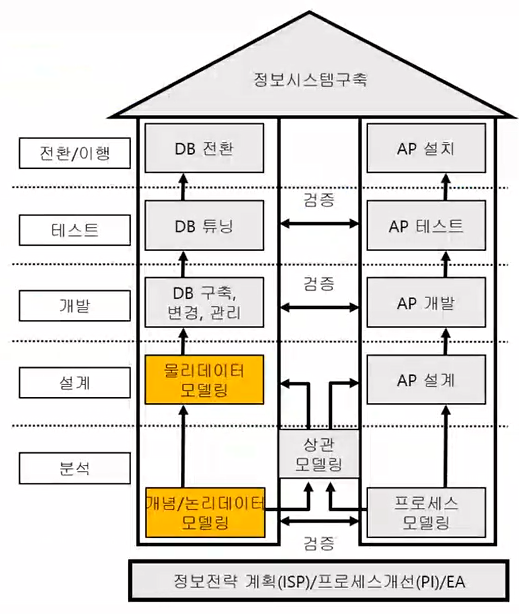 정보시스템구축
전환/이행
DB 전환
AP 설치
테스트
DB 튜닝
검증
AP 테스트
개발
DB 구축,
변경, 관리
검증
AP 개발
설계
물리데이터
모델링
AP 설계
분석
상관
모델링
개념/논리데이터
모델링
프로세스
모델링
검증
정보전략 계획(ISP)/프로세스개선(PI)/EA